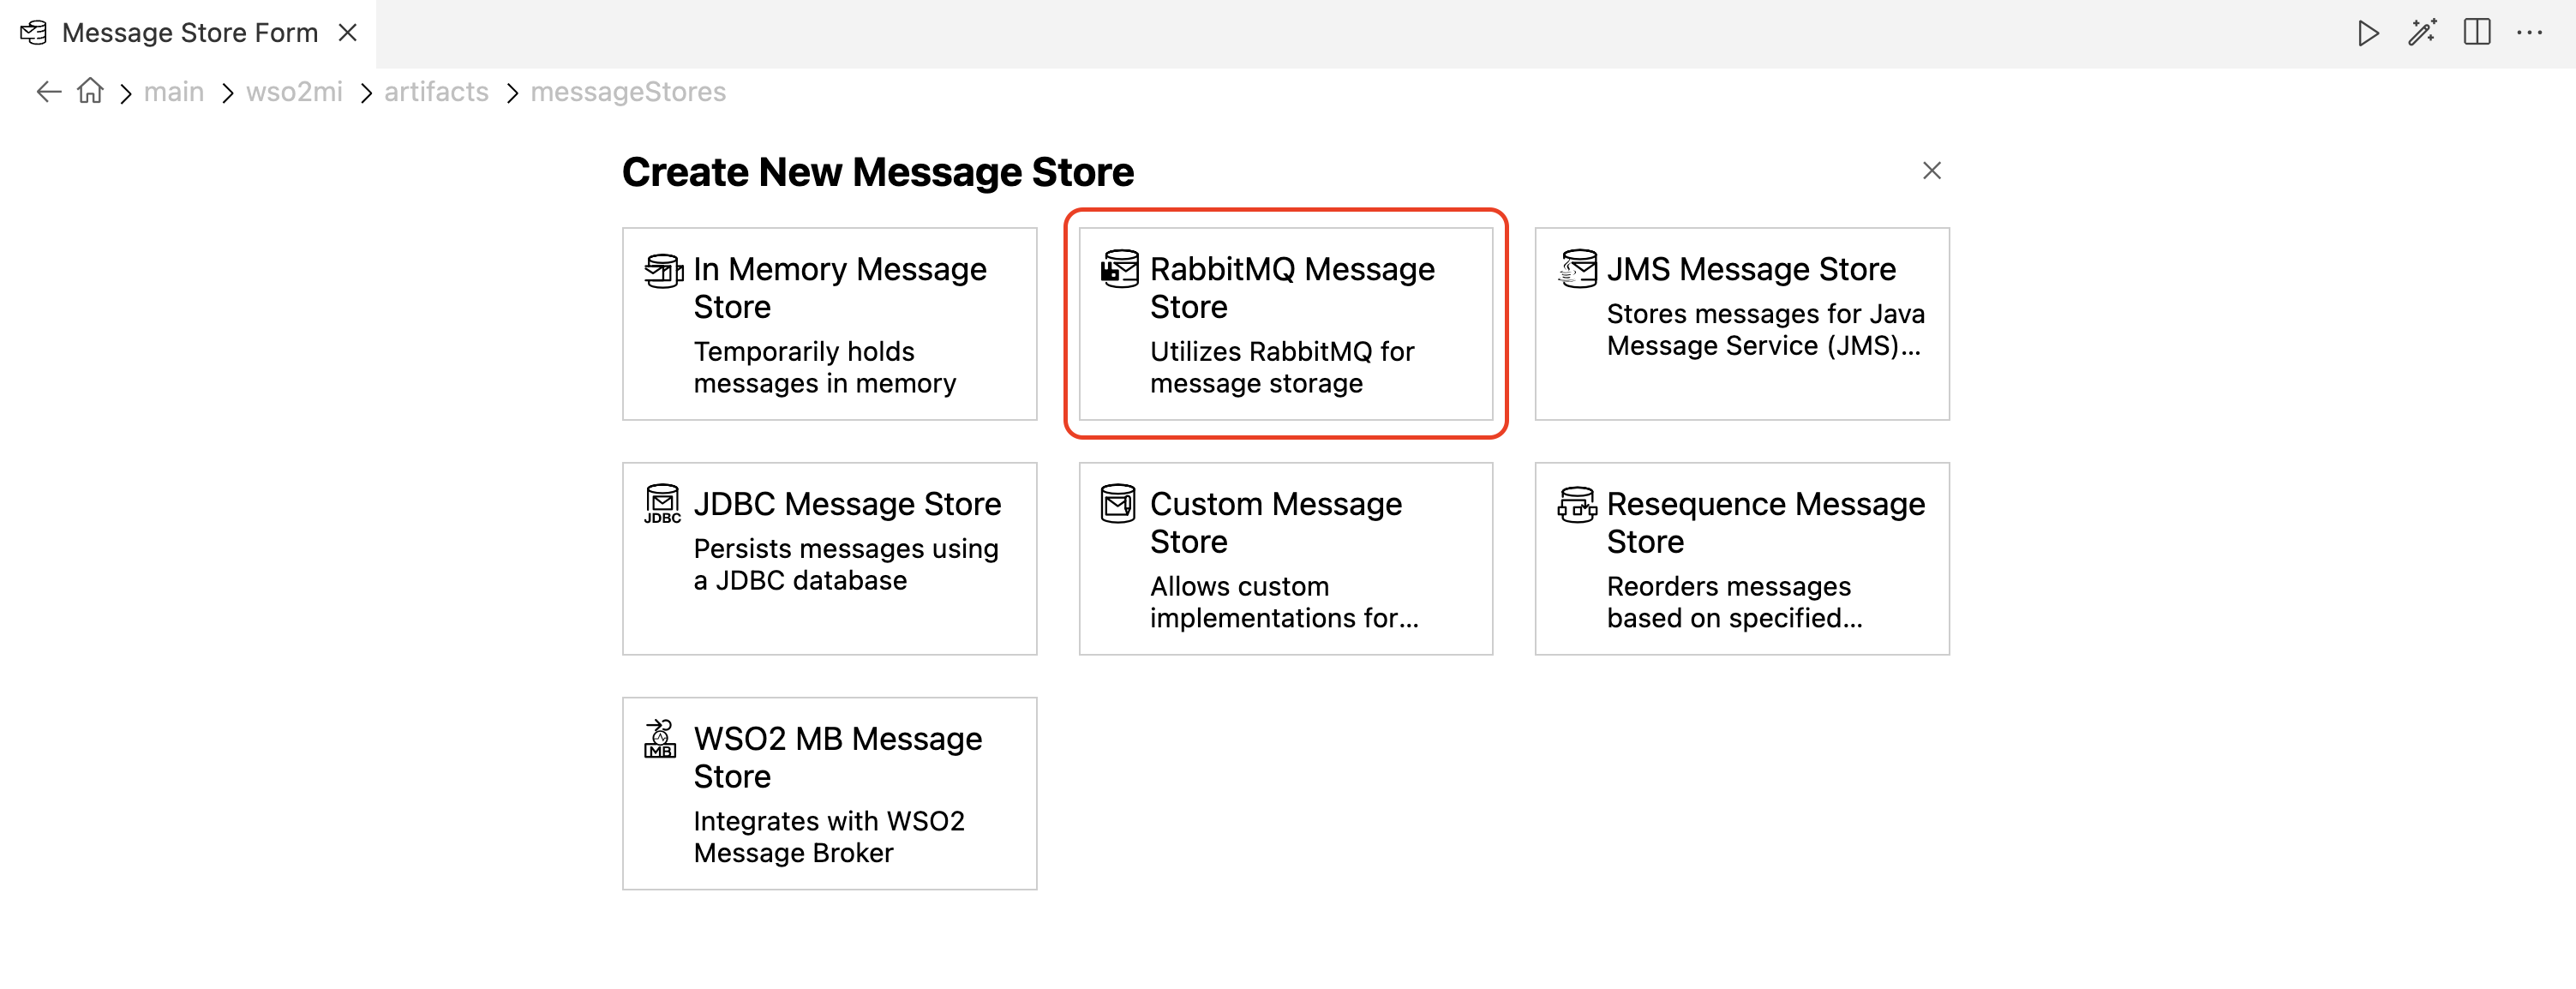 Message Store Form
main
wso2mi
artifacts
messageStores
Create New Message Store
In Memory Message
Store
Temporarily holds
messages in memory
RabbitMQ Message
Store
Utilizes RabbitMQ for
message storage
JMS Message Store
Stores messages for Java
Message Service (JMS)...
JDBC
JDBC Message Store
Persists messages using
a JDBC database
Custom Message
Store
Allows custom
implementations for...
Resequence Message
Store
Reorders messages
based on specified...
MB
WSO2 MB Message
Store
Integrates with WSO2
Message Broker